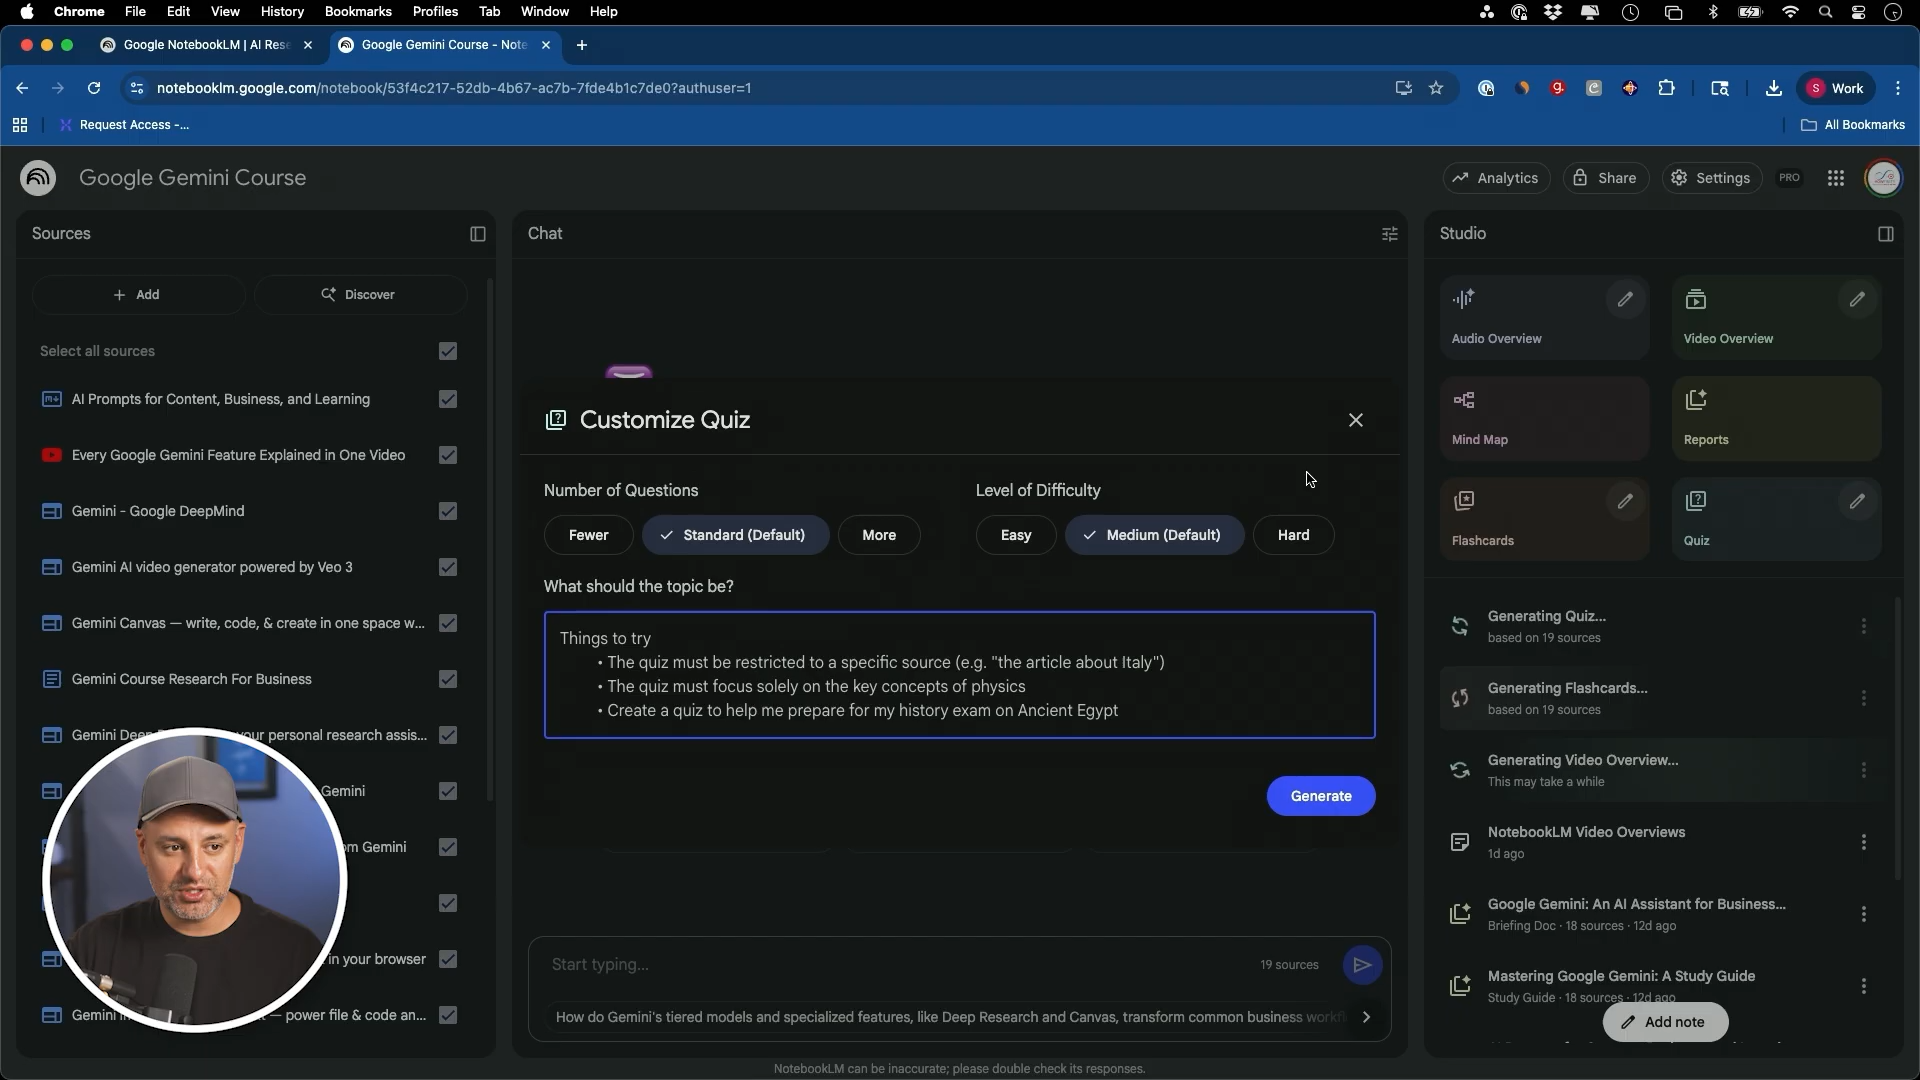 Chrome File Edit View History Bookmarks Profiles Tab Window Help
Google NotebookLM | AI Rese
Google Gemini Course - Note
notebooklm.google.com/notebook/53f4c217-52db-4b67-ac7b-7fde4b1c7de0?authuser=1
S Work
Request Access -...
All Bookmarks
Google Gemini Course
Analytics
Share
Settings
PRO
Sources
Add
Discover
Select all sources
AI Prompts for Content, Business, and Learning
Every Google Gemini Feature Explained in One Video
Gemini - Google DeepMind
Gemini AI video generator powered by Veo 3
Gemini Canvas — write, code, & create in one space w...
Gemini Course Research For Business
Gemini Deep your personal research assis...
Gemini
om Gemini
in your browser
Gemini — power file & code an...
Chat
Customize Quiz
Number of Questions
Fewer
Standard (Default)
More
Level of Difficulty
Easy
Medium (Default)
Hard
What should the topic be?
Things to try
• The quiz must be restricted to a specific source (e.g. "the article about Italy")
• The quiz must focus solely on the key concepts of physics
• Create a quiz to help me prepare for my history exam on Ancient Egypt
Generate
Start typing...
19 sources
How do Gemini's tiered models and specialized features, like Deep Research and Canvas, transform common business workf
NotebookLM can be inaccurate; please double check its responses.
Studio
Audio Overview
Video Overview
Mind Map
Reports
Flashcards
Quiz
Generating Quiz...
based on 19 sources
Generating Flashcards...
based on 19 sources
Generating Video Overview...
This may take a while
NotebookLM Video Overviews
1d ago
Google Gemini: An AI Assistant for Business...
Briefing Doc · 18 sources · 12d ago
Mastering Google Gemini: A Study Guide
Study Guide · 18 sources · 12d ago
Add note